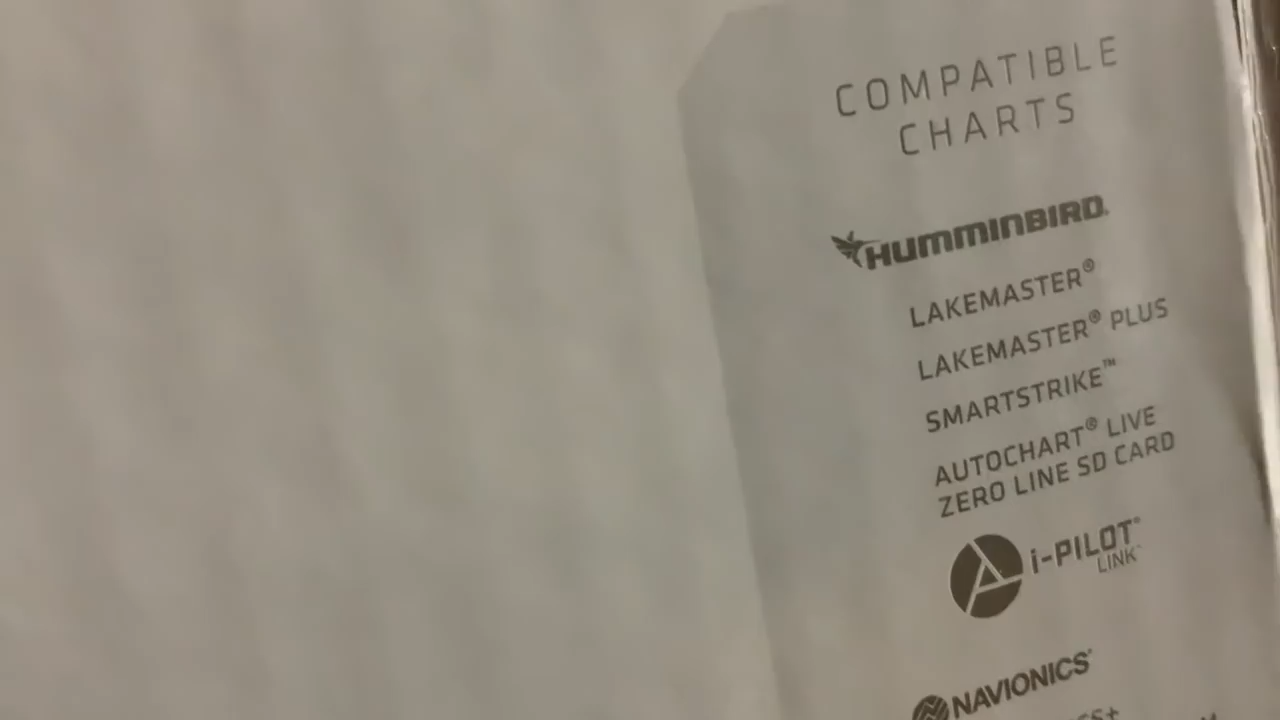 COMPATIBLE
CHARTS
HUMMINBIRD®
LAKEMASTER®
LAKEMASTER® PLUS
SMARTSTRIKE™
AUTOCHART® LIVE
ZERO LINE SD CARD
i-PILOT®
LINK™
NAVIONICS®